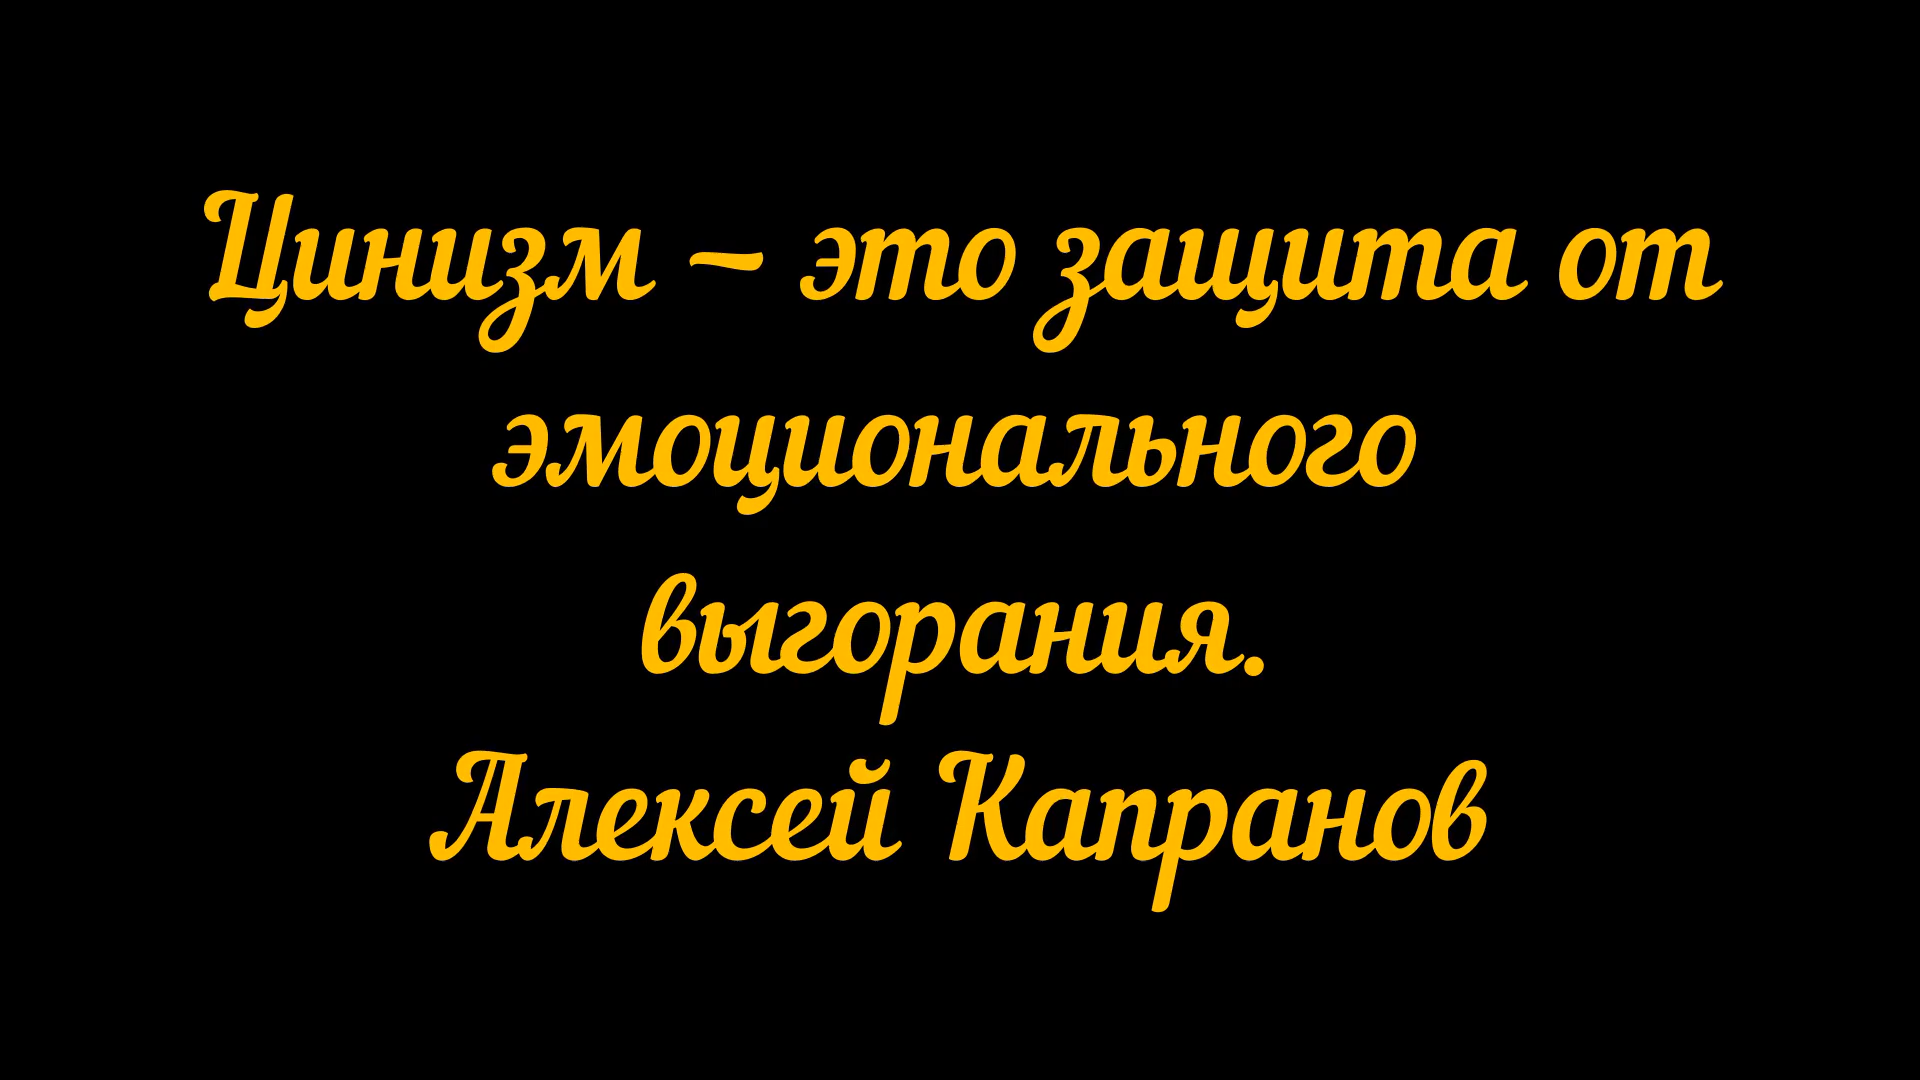 Цинизм – это защита от
эмоционального
выгорания.
Алексей Капранов